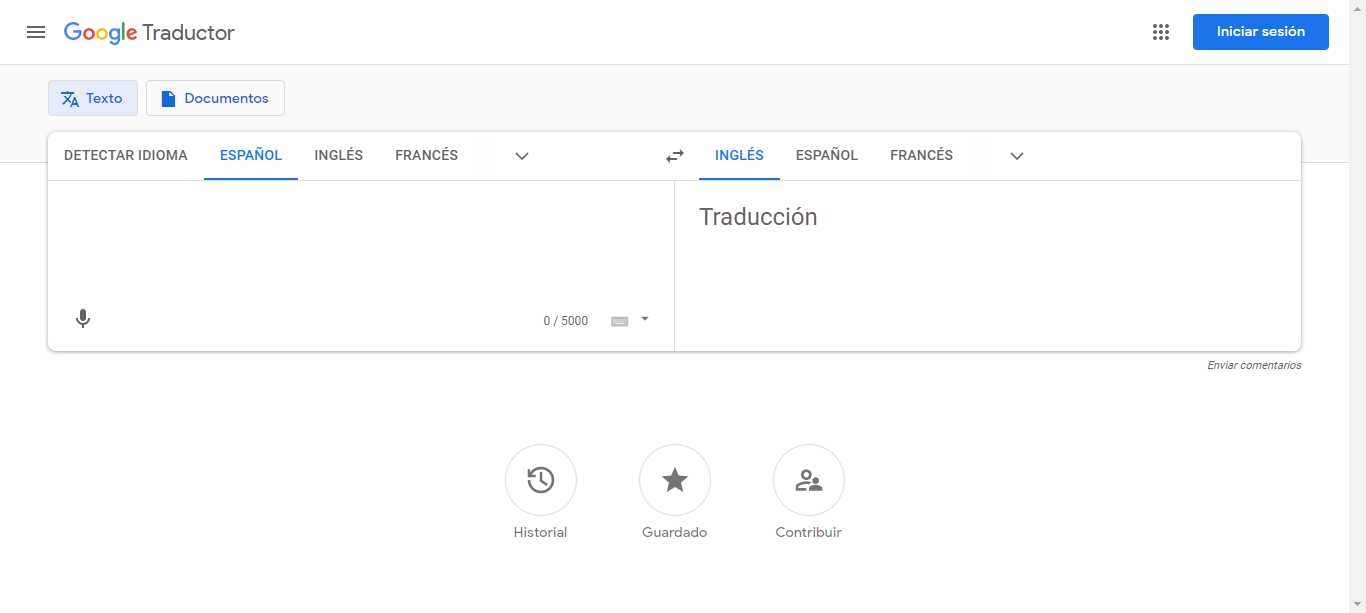 Google Traductor
Iniciar sesión
Texto
Documentos
DETECTAR IDIOMA ESPAÑOL INGLÉS FRANCÉS
INGLÉS ESPAÑOL FRANCÉS
Traducción
0 / 5000
Enviar comentarios
Historial
Guardado
Contribuir